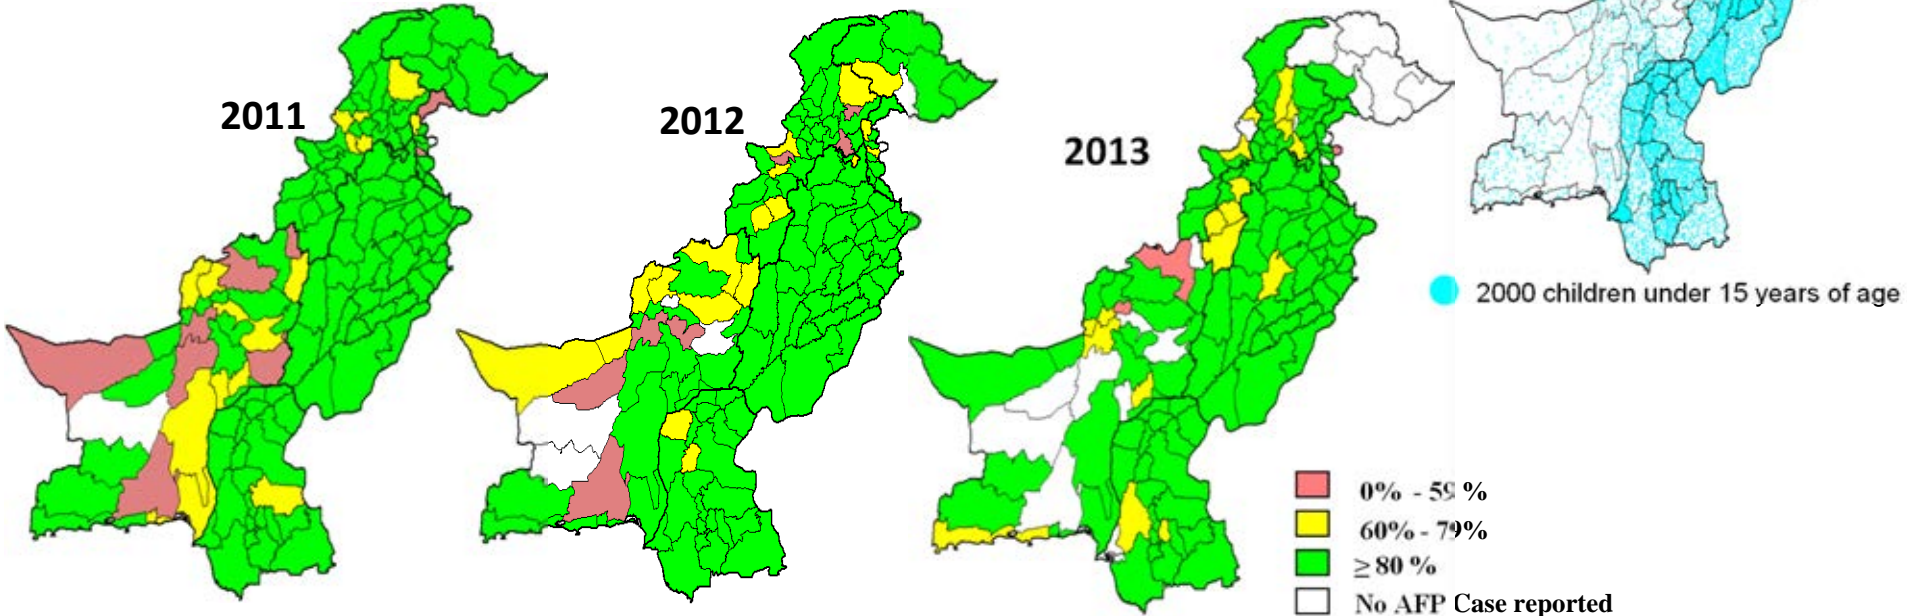 2011
2012
2013
2000 children under 15 years of age
0% - 59 %
60% - 79%
≥ 80 %
No AFP Case reported